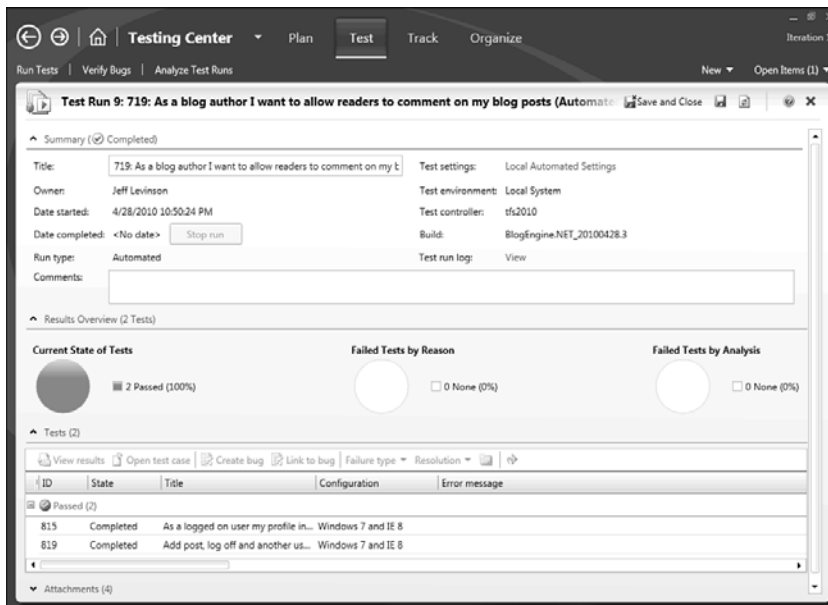 Testing Center Plan Test Track Organize Iteration
Run Tests | Verify Bugs | Analyze Test Runs New Open Items (1)
Test Run 9: 719: As a blog author I want to allow readers to comment on my blog posts (Automate Save and Close
Summary (Completed)
Title: 719: As a blog author I want to allow readers to comment on my b Test settings: Local Automated Settings
Owner: Jeff Levinson Test environment: Local System
Date started: 4/28/2010 10:50:24 PM Test controller: tfs2010
Date completed: <No date> Stop run Build: BlogEngine.NET_20100428.3
Run type: Automated Test run log: View
Comments:
Results Overview (2 Tests)
Current State of Tests Failed Tests by Reason Failed Tests by Analysis
2 Passed (100%) 0 None (0%) 0 None (0%)
Tests (2)
View results Open test case Create bug Link to bug Failure type Resolution
ID State Title Configuration Error message
Passed (2)
815 Completed As a logged on user my profile in... Windows 7 and IE 8
819 Completed Add post, log off and another us... Windows 7 and IE 8
Attachments (4)